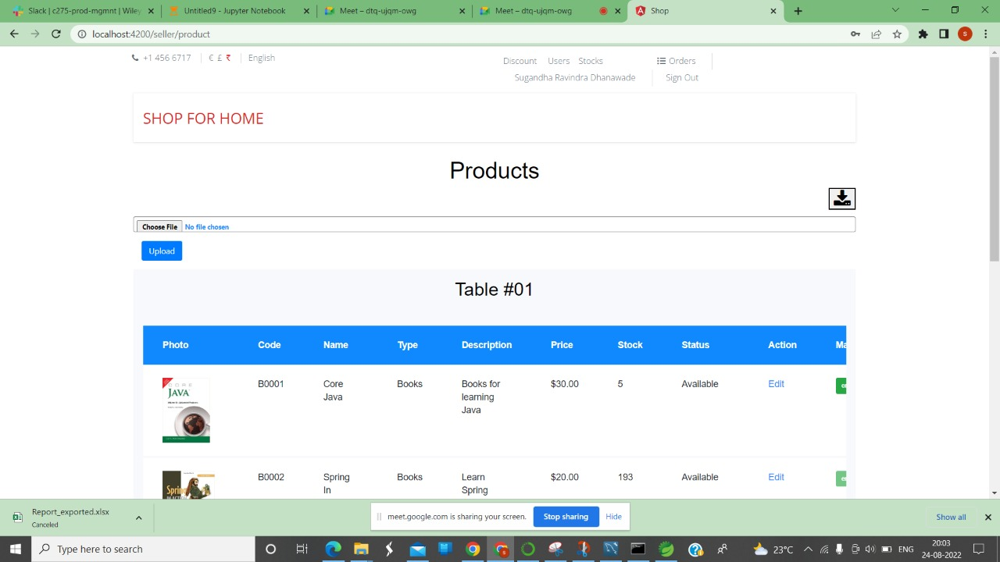 Slack | c275-prod-mgmnt | Wiley
Untitled9 - Jupyter Notebook
Meet – dtq-ujzm-owg
Meet – dtq-ujzm-owg
Shop
localhost:4200/seller/product
+1 456 6717
€ £ ₹
English
Discount Users Stocks
Orders
Sugandha Ravindra Dhanawade
Sign Out
SHOP FOR HOME
Products
Choose File No file chosen
Upload
Table #01
Photo Code Name Type Description Price Stock Status Action Ma
B0001 Core Java Books Books for learning Java $30.00 5 Available Edit
CORE
JAVA
B0002 Spring In Books Learn Spring $20.00 193 Available Edit
Spring
Report_exported.xlsx
Canceled
meet.google.com is sharing your screen. Stop sharing Hide
Show all
Type here to search
23°C
ENG
20:03
24-08-2022